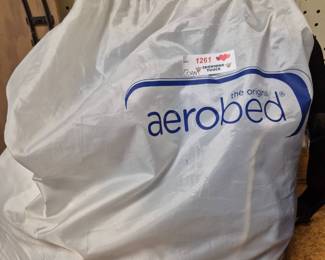 1261
the original
aerobed®